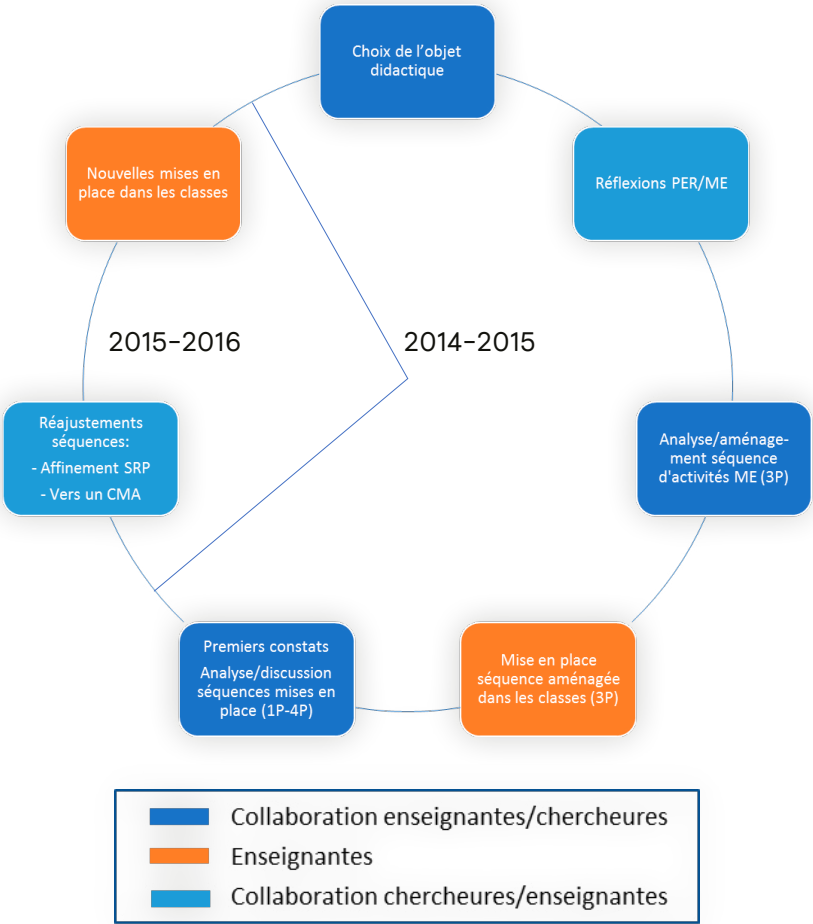 Choix de l'objet
didactique
Réflexions PER/ME
Analyse/aménage-
ment séquence
d'activités ME (3P)
Mise en place
séquence aménagée
dans les classes (3P)
Premiers constats
Analyse/discussion
séquences mises en
place (1P-4P)
Réajustements
séquences:
- Affinement SRP
- Vers un CMA
Nouvelles mises en
place dans les classes
2015-2016
2014-2015
Collaboration enseignantes/chercheures
Enseignantes
Collaboration chercheures/enseignantes